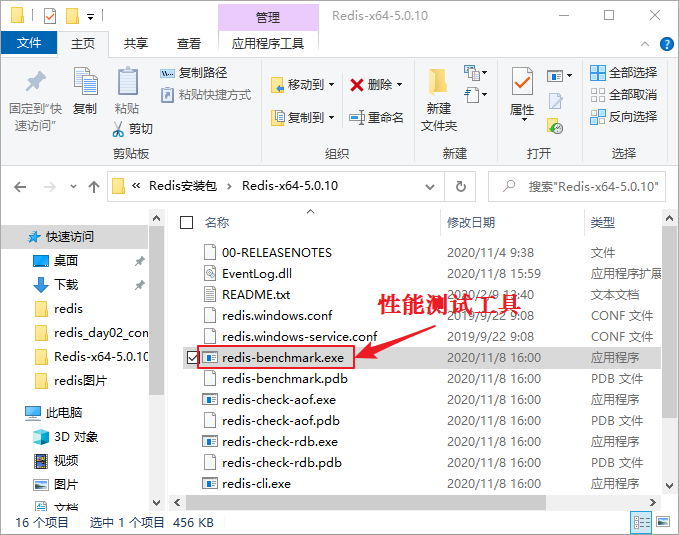 管理
Redis-x64-5.0.10
文件
主页
共享
查看
应用程序工具
固定到"快
速访问"
复制
粘贴
复制路径
粘贴快捷方式
剪切
剪贴板
移动到
复制到
删除
重命名
组织
新建
文件夹
新建
属性
打开
全部选择
全部取消
反向选择
选择
« Redis安装包 > Redis-x64-5.0.10
搜索"Redis-x64-5.0.10"
快速访问
桌面
下载
redis
redis_day02_com
Redis-x64-5.0.10
redis图片
此电脑
3D 对象
视频
图片
文档
名称 修改日期 类型
00-RELEASENOTES 2020/11/4 9:38 文件
EventLog.dll 2020/11/8 15:59 应用程序扩展
README.txt 2020/2/9 13:40 文本文档
性能测试工具
redis.windows.conf 2019/9/22 9:08 CONF 文件
redis.windows-service.conf 2019/9/22 9:08 CONF 文件
redis-benchmark.exe 2020/11/8 16:00 应用程序
redis-benchmark.pdb 2020/11/8 16:00 PDB 文件
redis-check-aof.exe 2020/11/8 16:00 应用程序
redis-check-aof.pdb 2020/11/8 16:00 PDB 文件
redis-check-rdb.exe 2020/11/8 16:00 应用程序
redis-check-rdb.pdb 2020/11/8 16:00 PDB 文件
redis-cli.exe 2020/11/8 16:00 应用程序
16 个项目 选中 1 个项目 456 KB